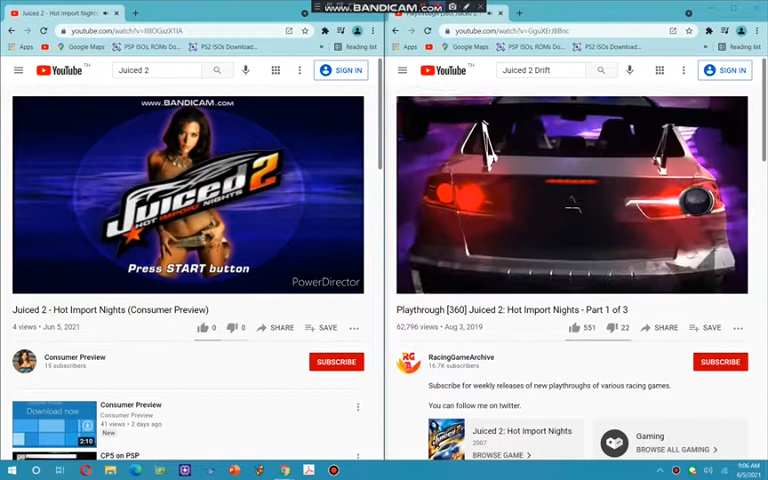 www.BANDICAM.com
Juiced 2 - Hot Import Nights
youtube.com/watch?v=
Apps
Google Maps
PSP ISOs, ROMs Do...
PS2 ISOs Download...
Reading list
YouTube TH
Juiced 2
SIGN IN
www.BANDICAM.com
Juiced 2
HOT IMPORT NIGHTS
Press START button
PowerDirector
Juiced 2 - Hot Import Nights (Consumer Preview)
4 views • Jun 5, 2021
0
0
SHARE
SAVE
Consumer Preview
15 subscribers
SUBSCRIBE
Download now
2:10
Consumer Preview
Consumer Preview
41 views • 2 days ago
New
CP5 on PSP
Playthrough [360] Juiced 2
youtube.com/watch?v=
Apps
Google Maps
PSP ISOs, ROMs Do...
PS2 ISOs Download...
Reading list
YouTube TH
Juiced 2 Drift
SIGN IN
Playthrough [360] Juiced 2: Hot Import Nights - Part 1 of 3
62,796 views • Aug 3, 2019
551
22
SHARE
SAVE
RG
RacingGameArchive
16.7K subscribers
SUBSCRIBE
Subscribe for weekly releases of new playthroughs of various racing games.
You can follow me on twitter.
Juiced 2: Hot Import Nights
2007
BROWSE GAME
Gaming
BROWSE ALL GAMING
9:06 AM
6/5/2021